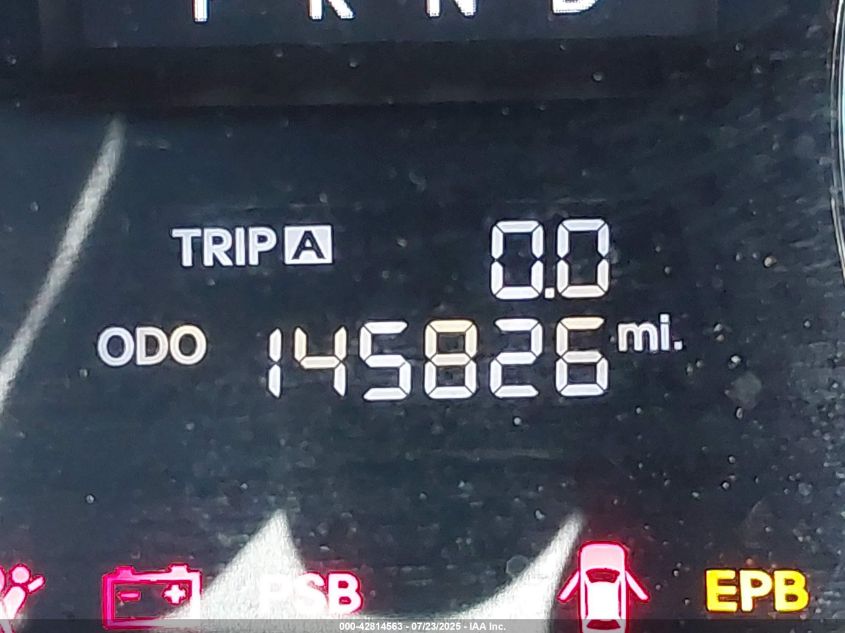 P R N D
TRIP A 0.0
ODO 145826 mi.
PSB EPB
000-42814563 - 07/23/2025 - IAA Inc.